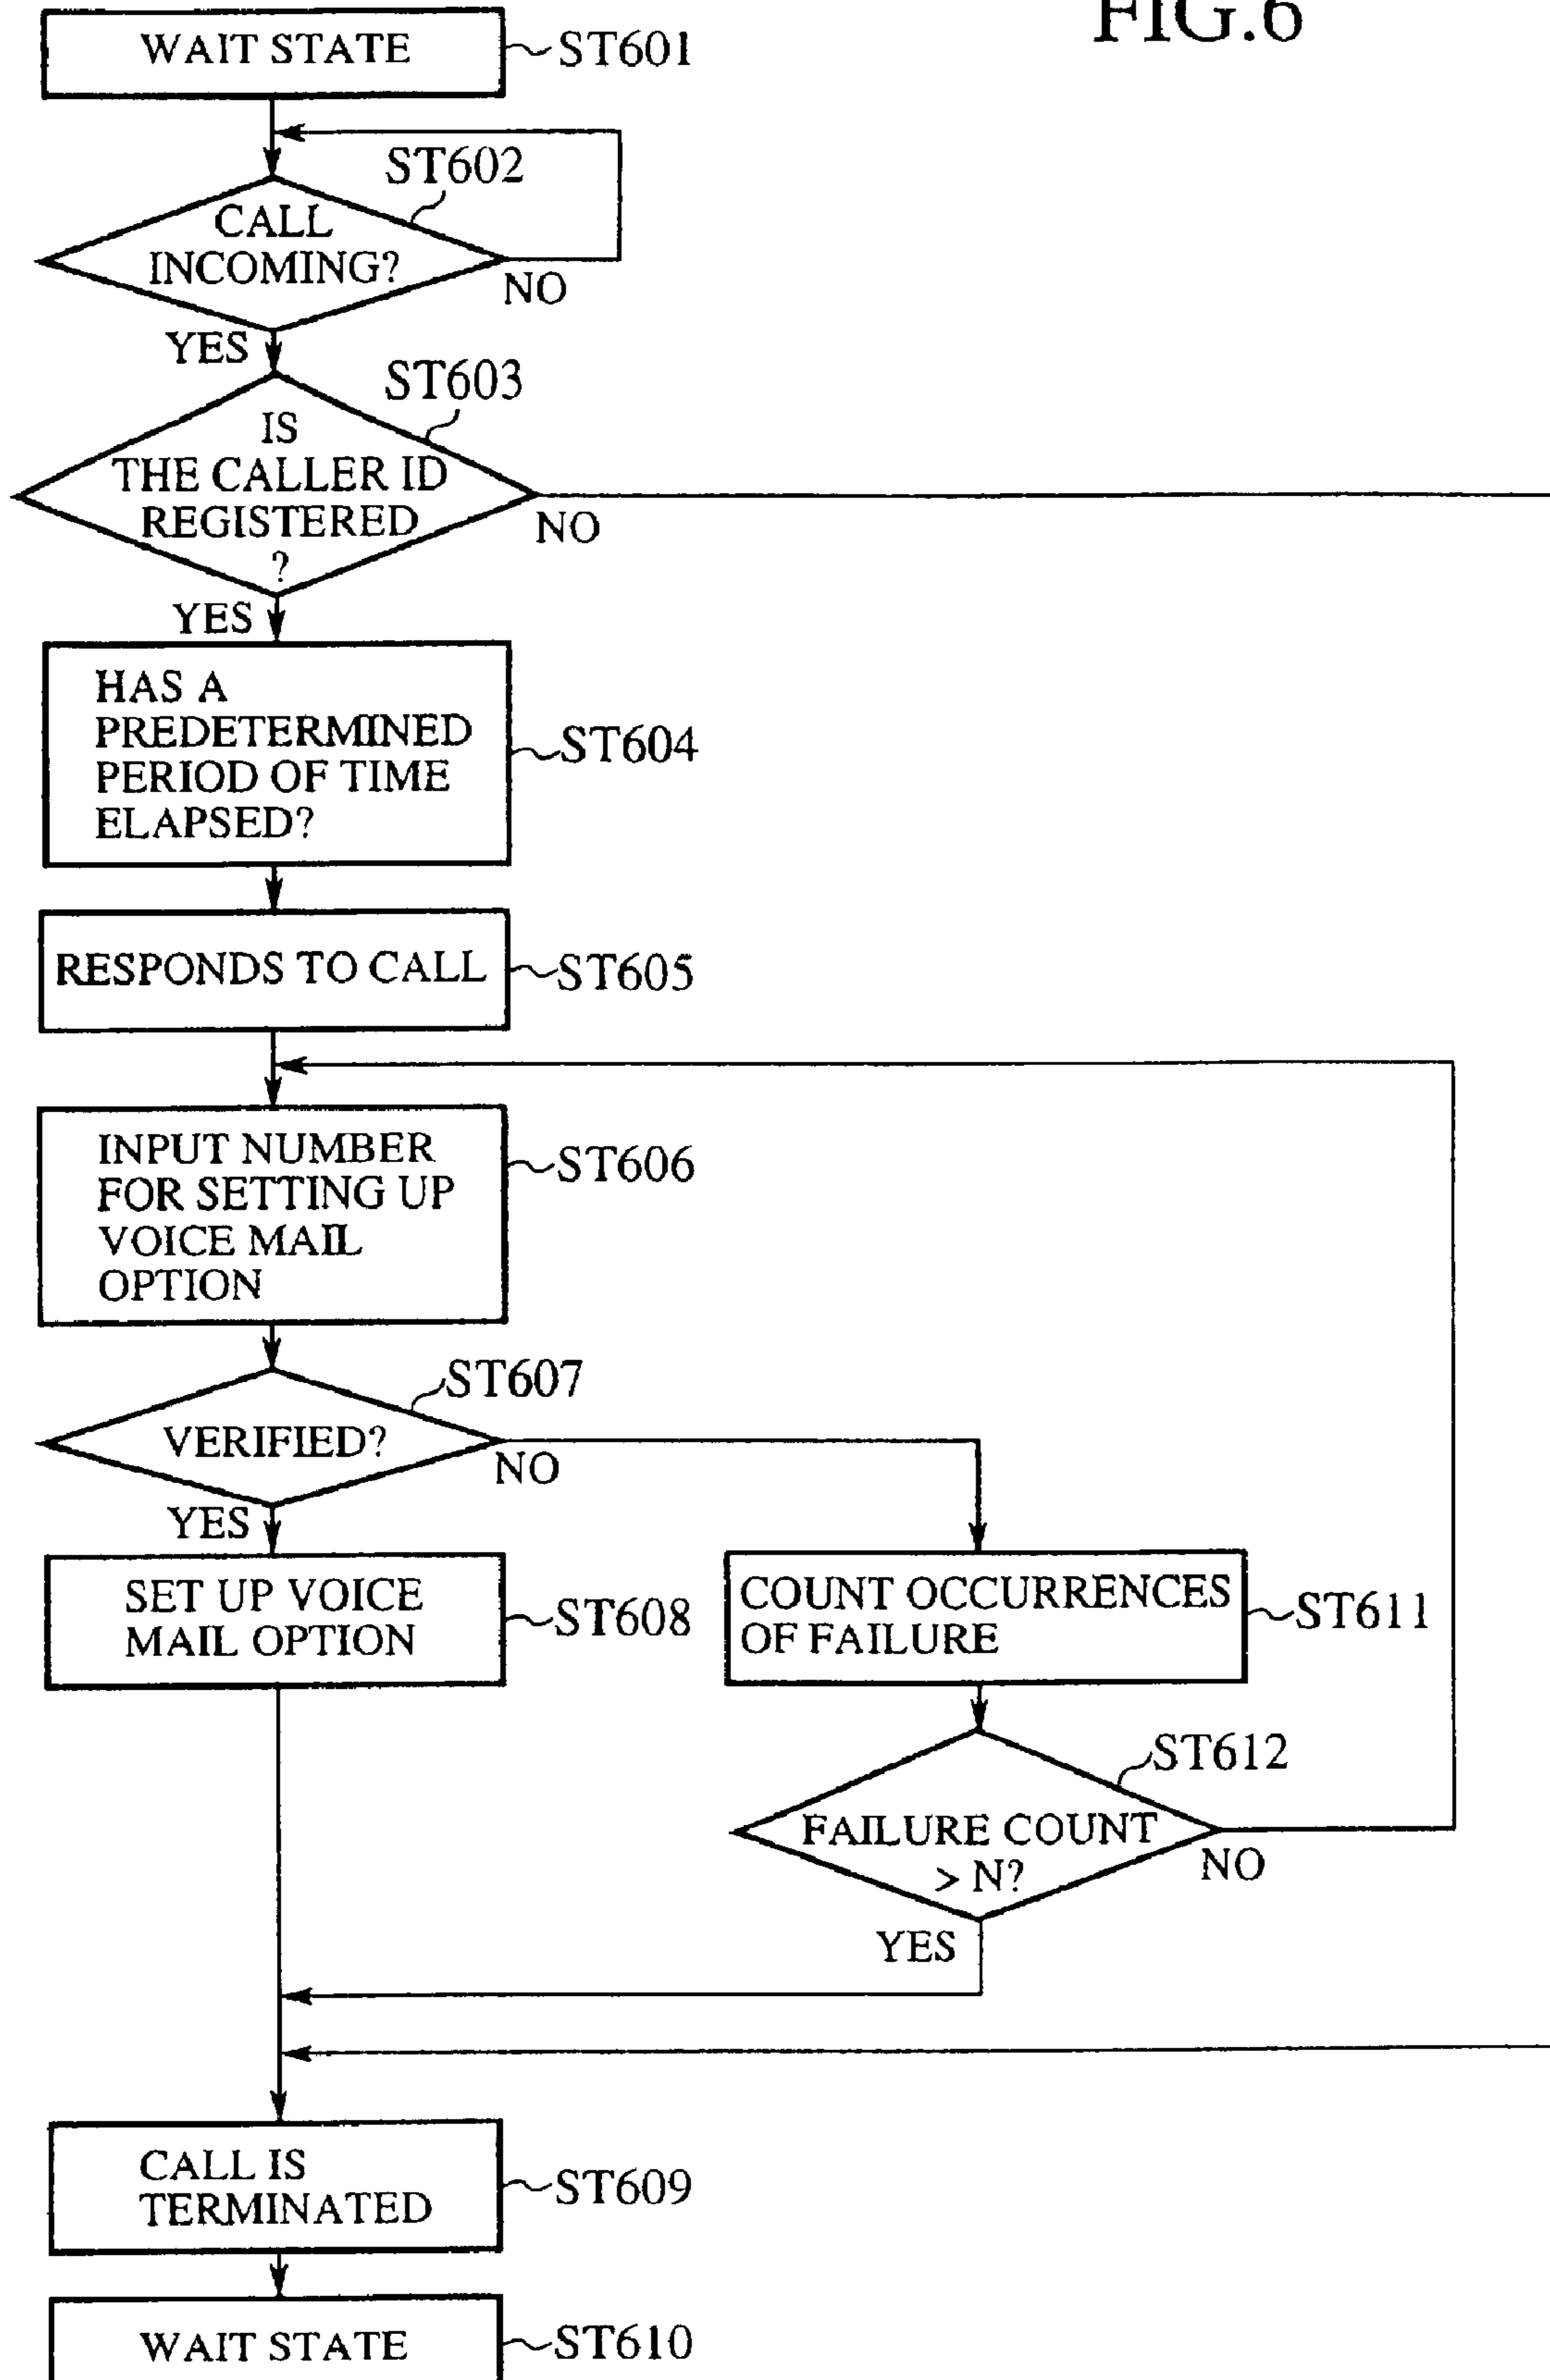 FIG.6
WAIT STATE
ST601
ST602
CALL
INCOMING?
NO
YES
ST603
IS
THE CALLER ID
REGISTERED
?
NO
YES
HAS A
PREDETERMINED
PERIOD OF TIME
ELAPSED?
ST604
RESPONDS TO CALL
ST605
INPUT NUMBER
FOR SETTING UP
VOICE MAIL
OPTION
ST606
ST607
VERIFIED?
NO
YES
SET UP VOICE
MAIL OPTION
ST608
COUNT OCCURRENCES
OF FAILURE
ST611
ST612
FAILURE COUNT
> N?
NO
YES
CALL IS
TERMINATED
ST609
WAIT STATE
ST610